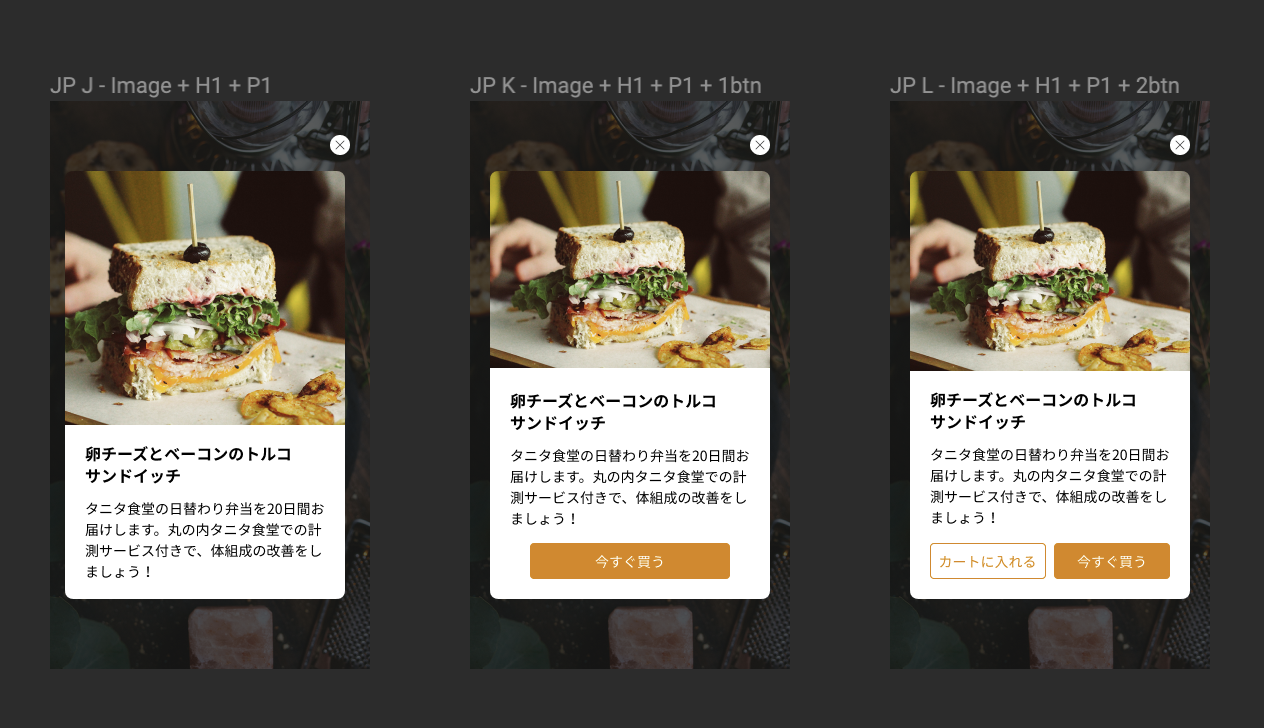 JP J - Image + H1 + P1
卵チーズとベーコンのトルコ
サンドイッチ
タニタ食堂の日替わり弁当を20日間お
届けします。丸の内タニタ食堂での計
測サービス付きで、体組成の改善をし
ましょう！
JP K - Image + H1 + P1 + 1btn
卵チーズとベーコンのトルコ
サンドイッチ
タニタ食堂の日替わり弁当を20日間お
届けします。丸の内タニタ食堂での計
測サービス付きで、体組成の改善をし
ましょう！
今すぐ買う
JP L - Image + H1 + P1 + 2btn
卵チーズとベーコンのトルコ
サンドイッチ
タニタ食堂の日替わり弁当を20日間お
届けします。丸の内タニタ食堂での計
測サービス付きで、体組成の改善をし
ましょう！
カートに入れる
今すぐ買う